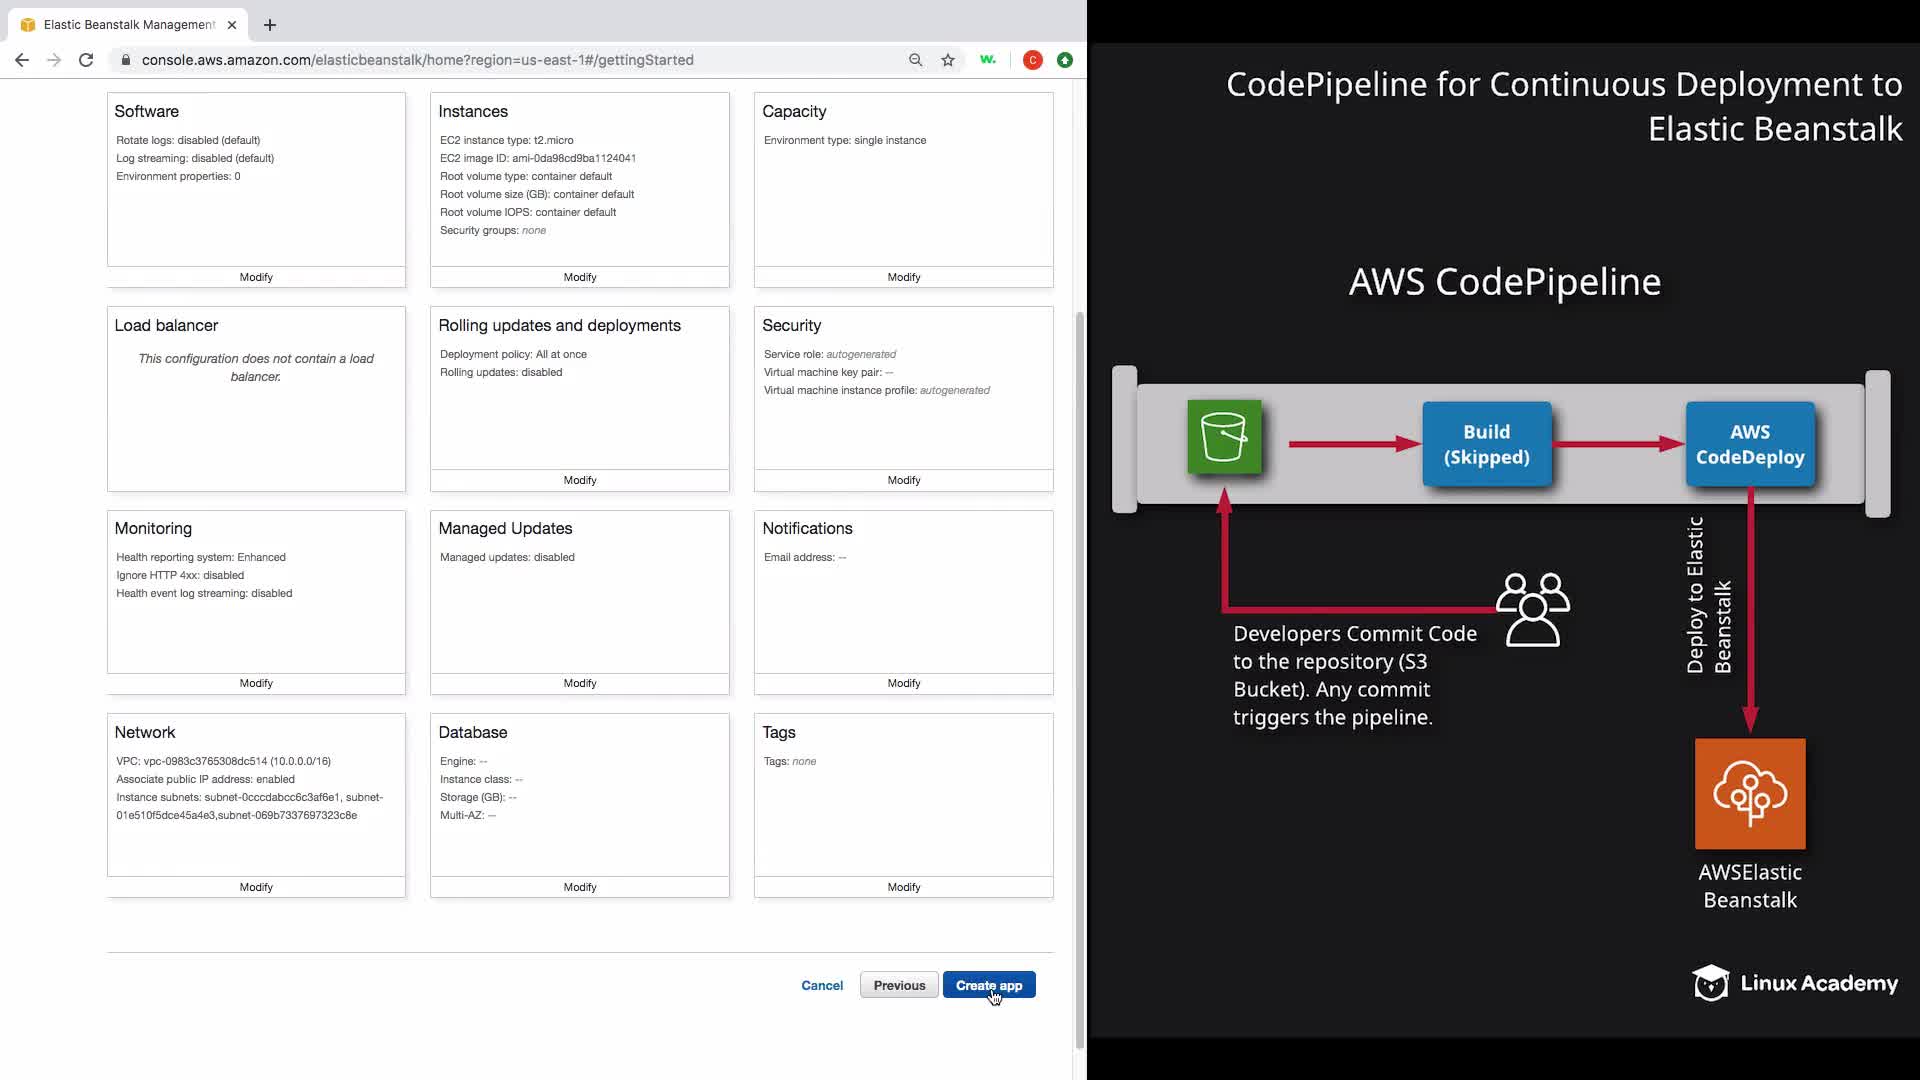 Elastic Beanstalk Management
console.aws.amazon.com/elasticbeanstalk/home?region=us-east-1#/gettingStarted
w.
C
Software
Rotate logs: disabled (default)
Log streaming: disabled (default)
Environment properties: 0
Modify
Instances
EC2 instance type: t2.micro
EC2 image ID: ami-0da98cd9ba1124041
Root volume type: container default
Root volume size (GB): container default
Root volume IOPS: container default
Security groups: none
Modify
Capacity
Environment type: single instance
Modify
Load balancer
This configuration does not contain a load
balancer.
Rolling updates and deployments
Deployment policy: All at once
Rolling updates: disabled
Modify
Security
Service role: autogenerated
Virtual machine key pair: --
Virtual machine instance profile: autogenerated
Modify
Monitoring
Health reporting system: Enhanced
Ignore HTTP 4xx: disabled
Health event log streaming: disabled
Modify
Managed Updates
Managed updates: disabled
Modify
Notifications
Email address: --
Modify
Network
VPC: vpc-0983c3765308dc514 (10.0.0.0/16)
Associate public IP address: enabled
Instance subnets: subnet-0cccdabcc6c3af6e1, subnet-
01e510f5dce45a4e3,subnet-069b7337697323c8e
Modify
Database
Engine: --
Instance class: --
Storage (GB): --
Multi-AZ: --
Modify
Tags
Tags: none
Modify
Cancel
Previous
Create app
CodePipeline for Continuous Deployment to
Elastic Beanstalk
AWS CodePipeline
Build
(Skipped)
AWS
CodeDeploy
Developers Commit Code
to the repository (S3
Bucket). Any commit
triggers the pipeline.
Deploy to Elastic
Beanstalk
AWSElastic
Beanstalk
Linux Academy